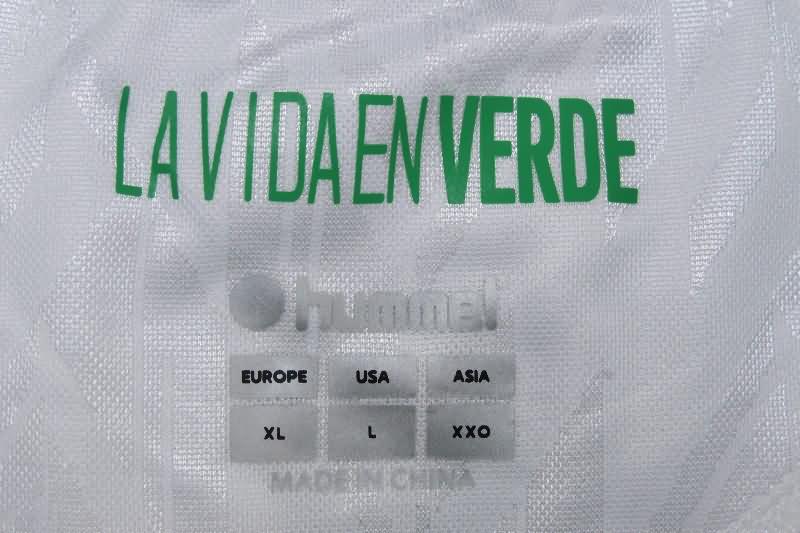 LA VIDA EN VERDE
hummel
EUROPE USA ASIA
XL L XXO
MADE IN CHINA